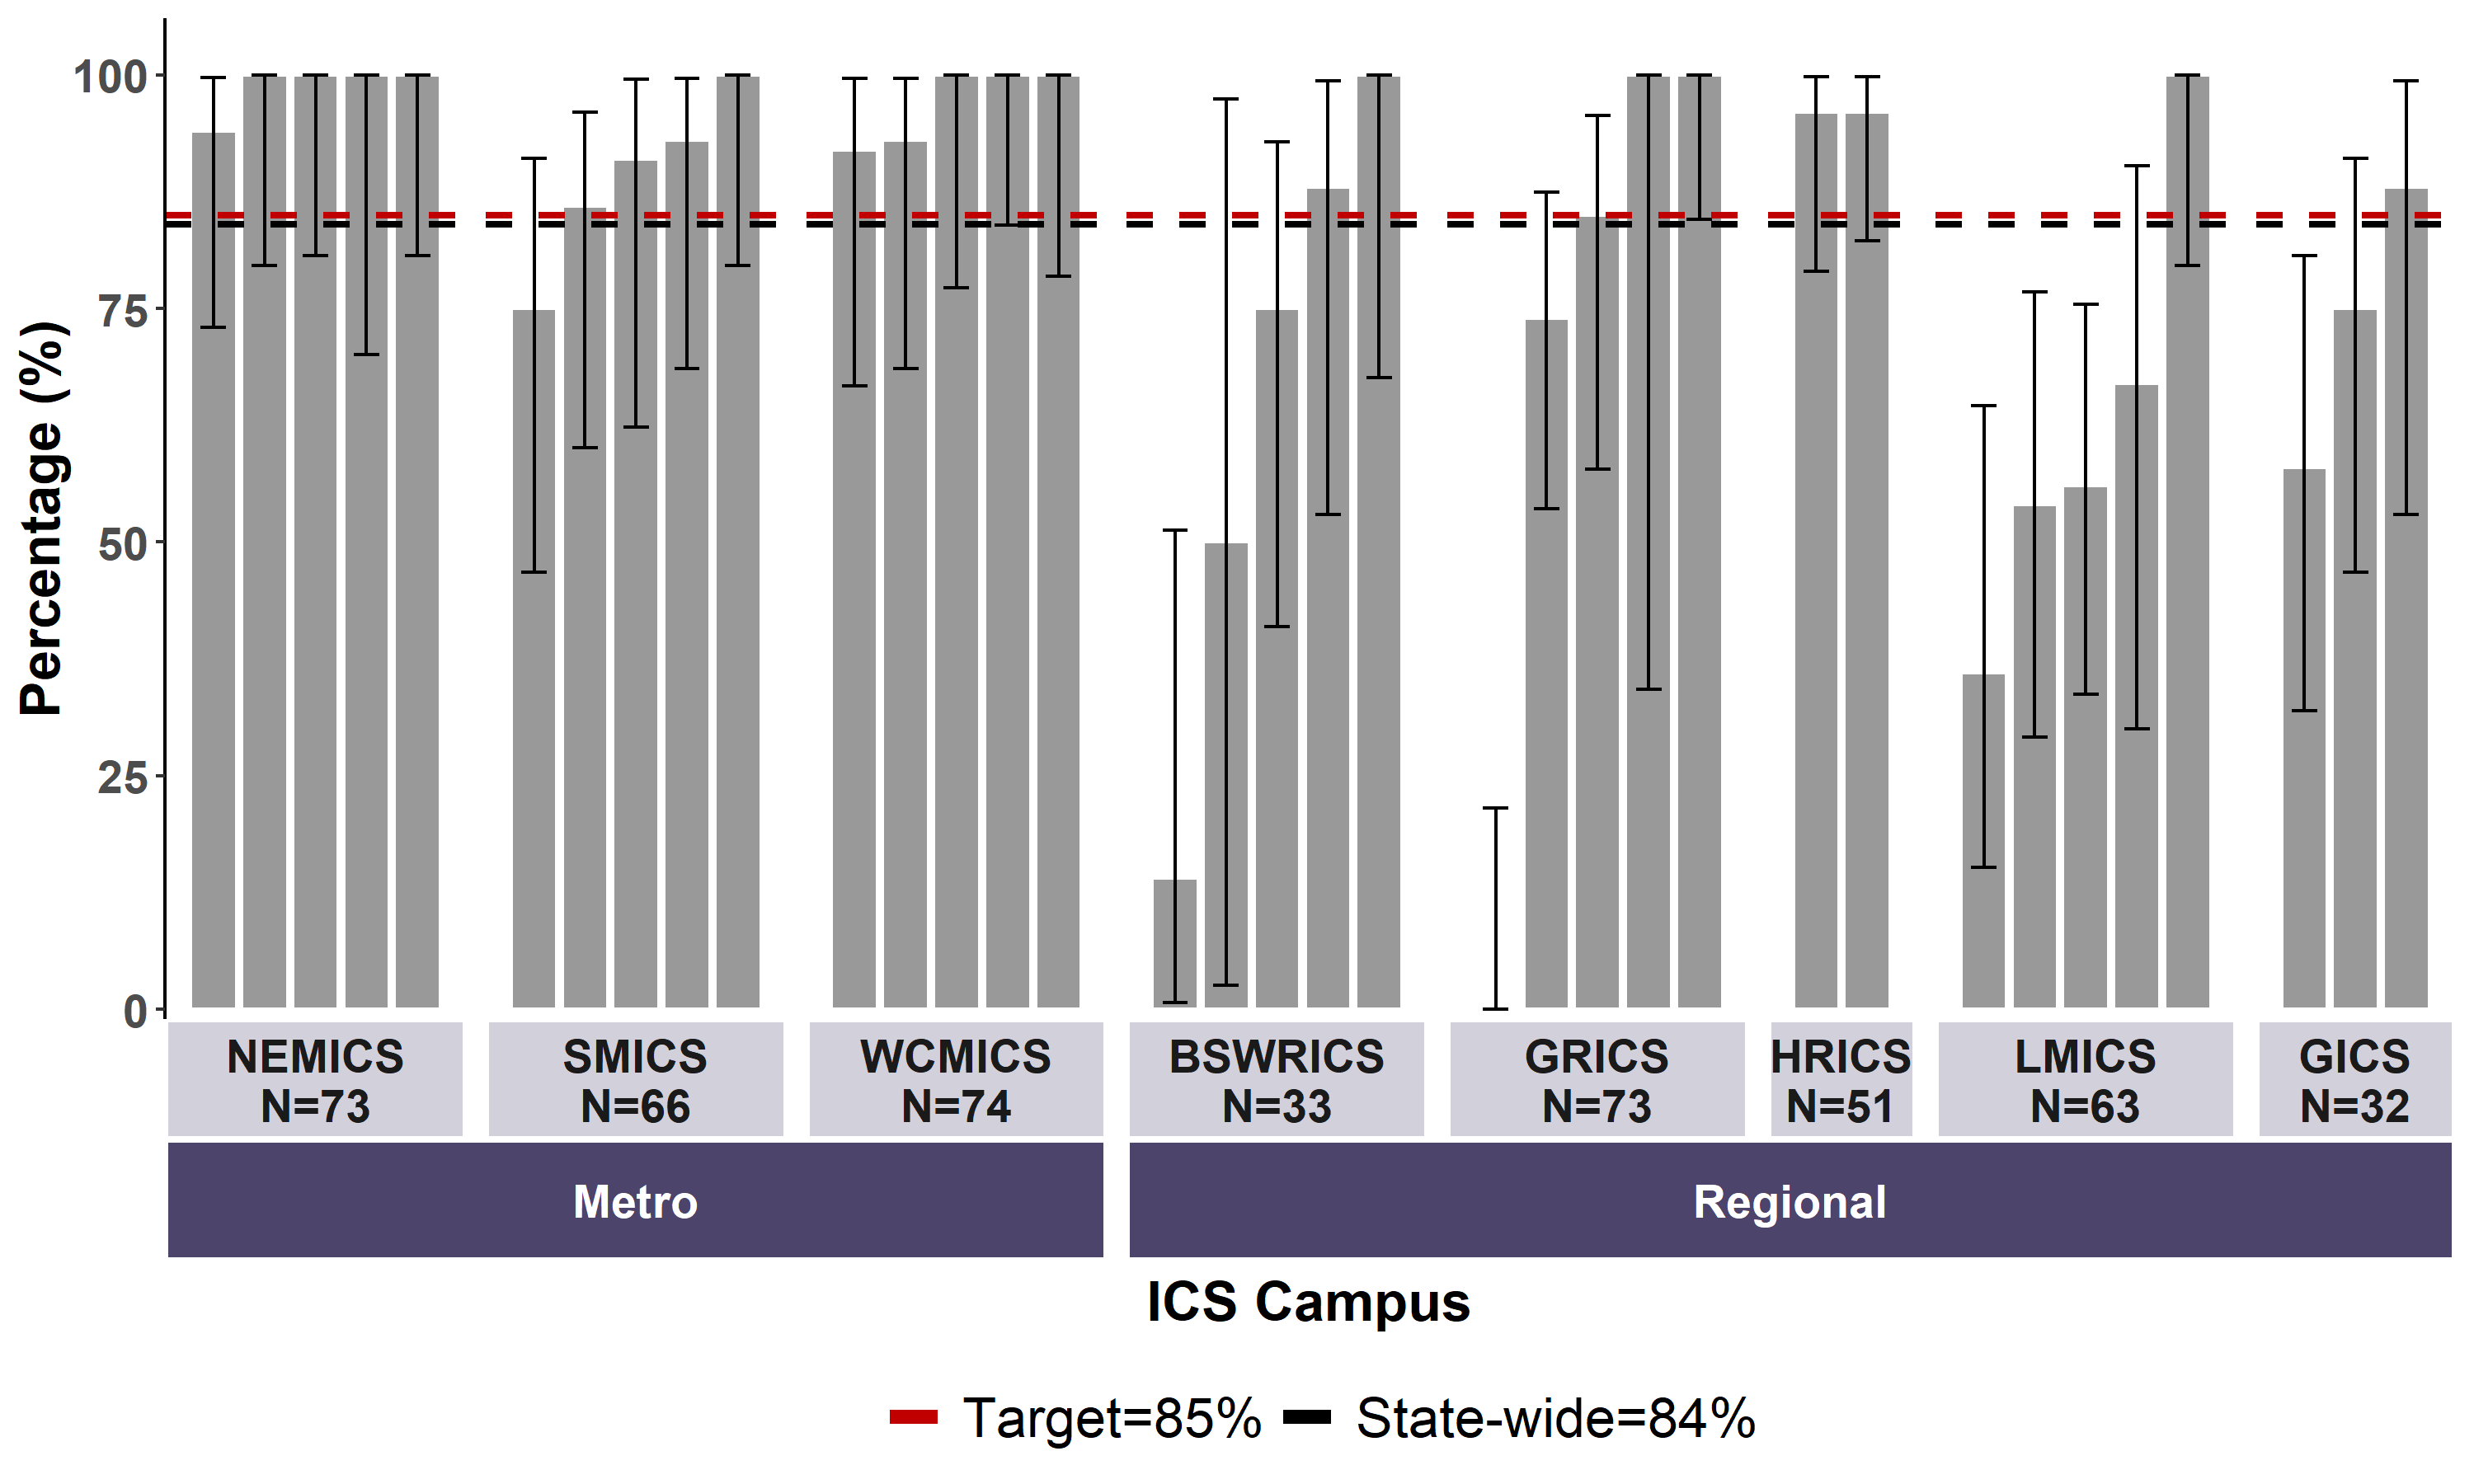 Percentage (%)
100
75
50
25
0
NEMICS
N=73
SMICS
N=66
WCMICS
N=74
BSWRICS
N=33
GRICS
N=73
HRICS
N=51
LMICS
N=63
GICS
N=32
Metro
Regional
ICS Campus
Target=85%
State-wide=84%